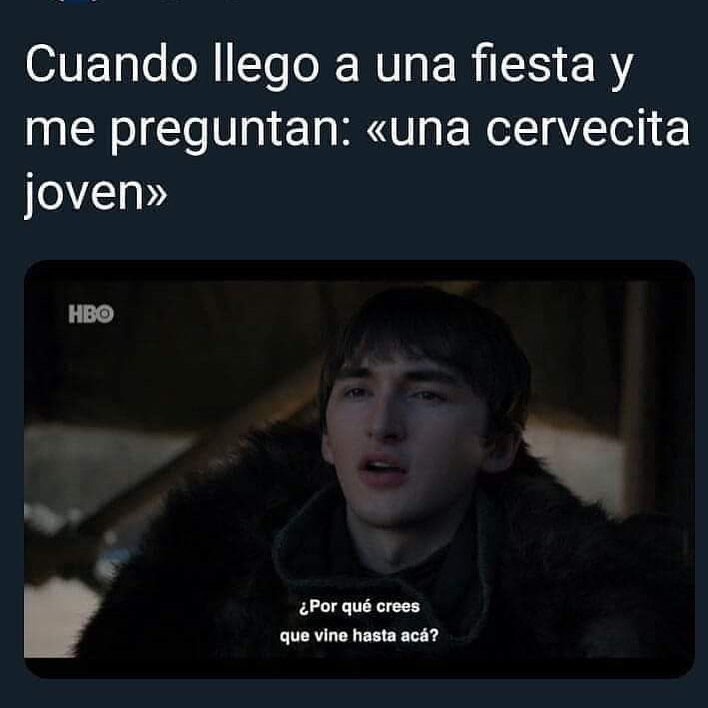 Cuando llego a una fiesta y
me preguntan: «una cervecita
joven»
HBO
¿Por qué crees
que vine hasta acá?